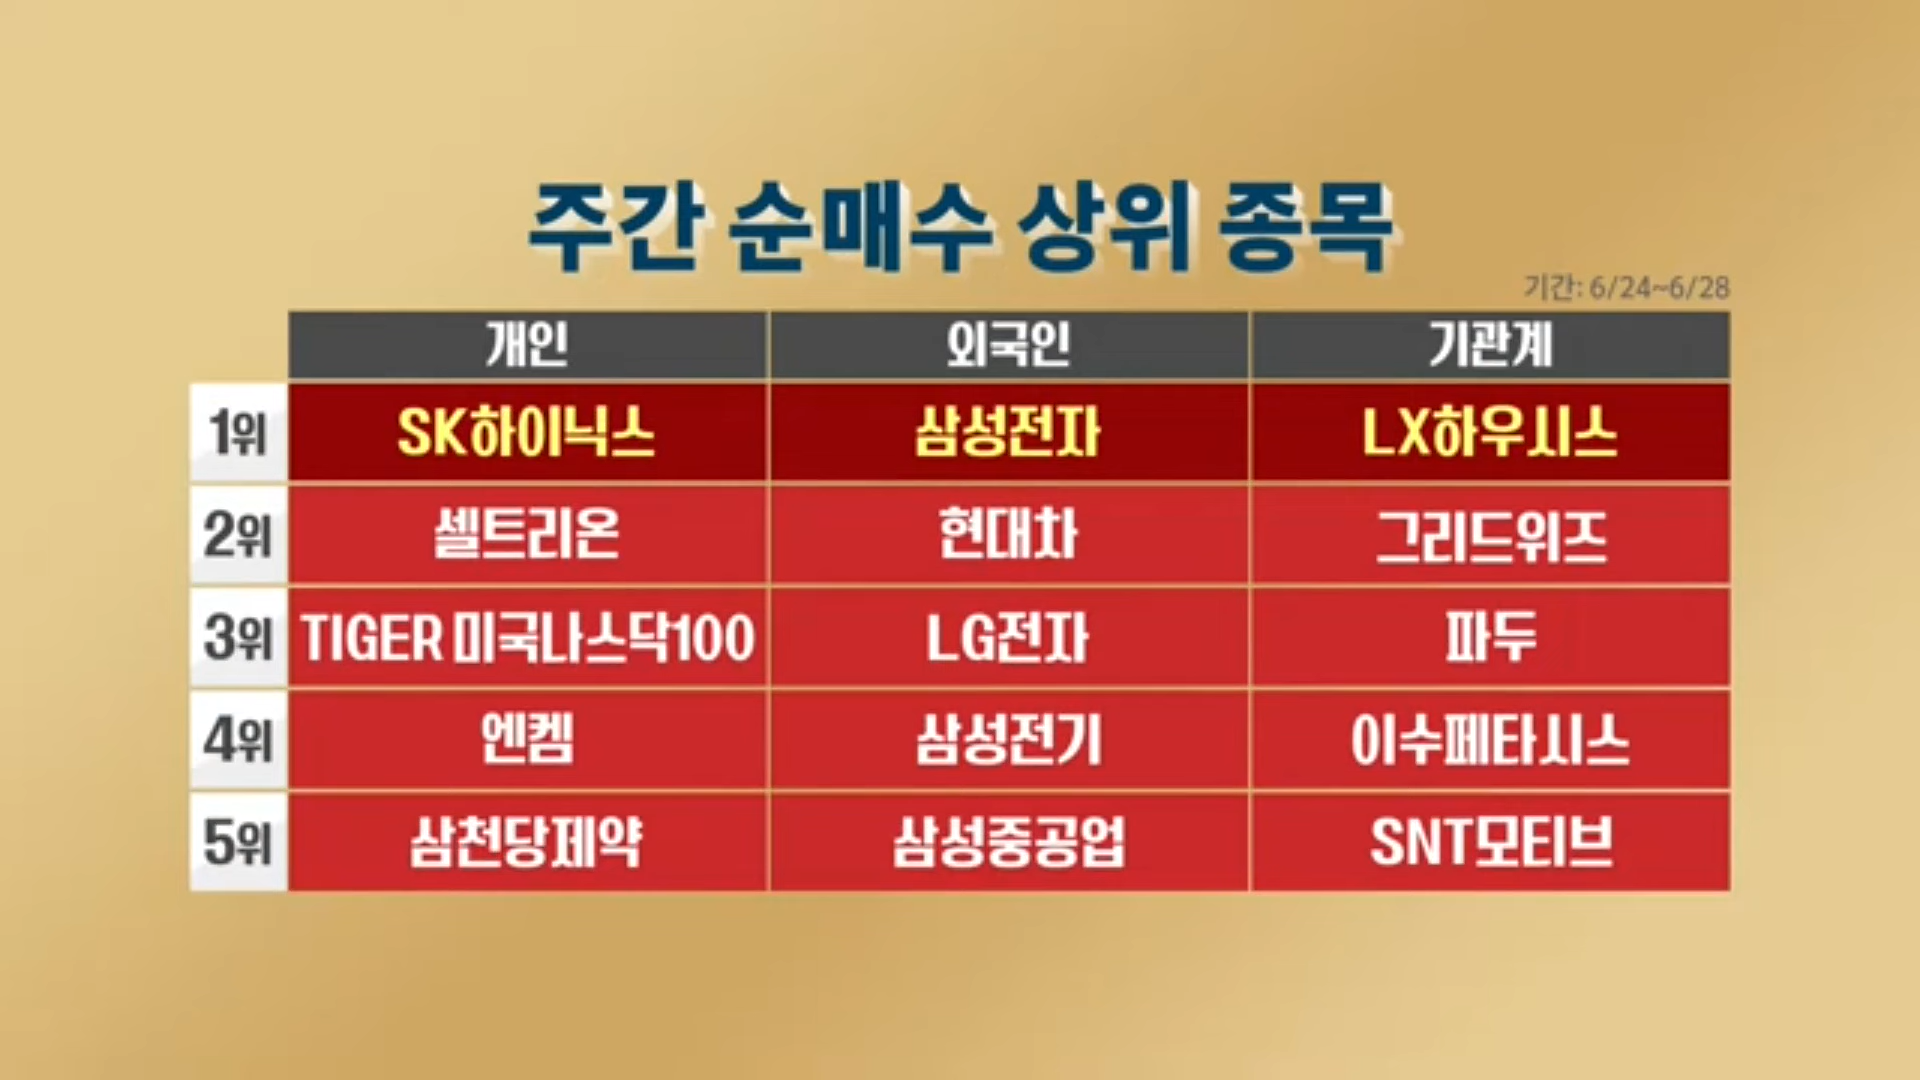 주간 순매수 상위 종목
기간: 6/24~6/28
개인 외국인 기관계
1위 SK하이닉스 삼성전자 LX하우시스
2위 셀트리온 현대차 그리드위즈
3위 TIGER 미국나스닥100 LG전자 파두
4위 엔켐 삼성전기 이수페타시스
5위 삼천당제약 삼성중공업 SNT모티브